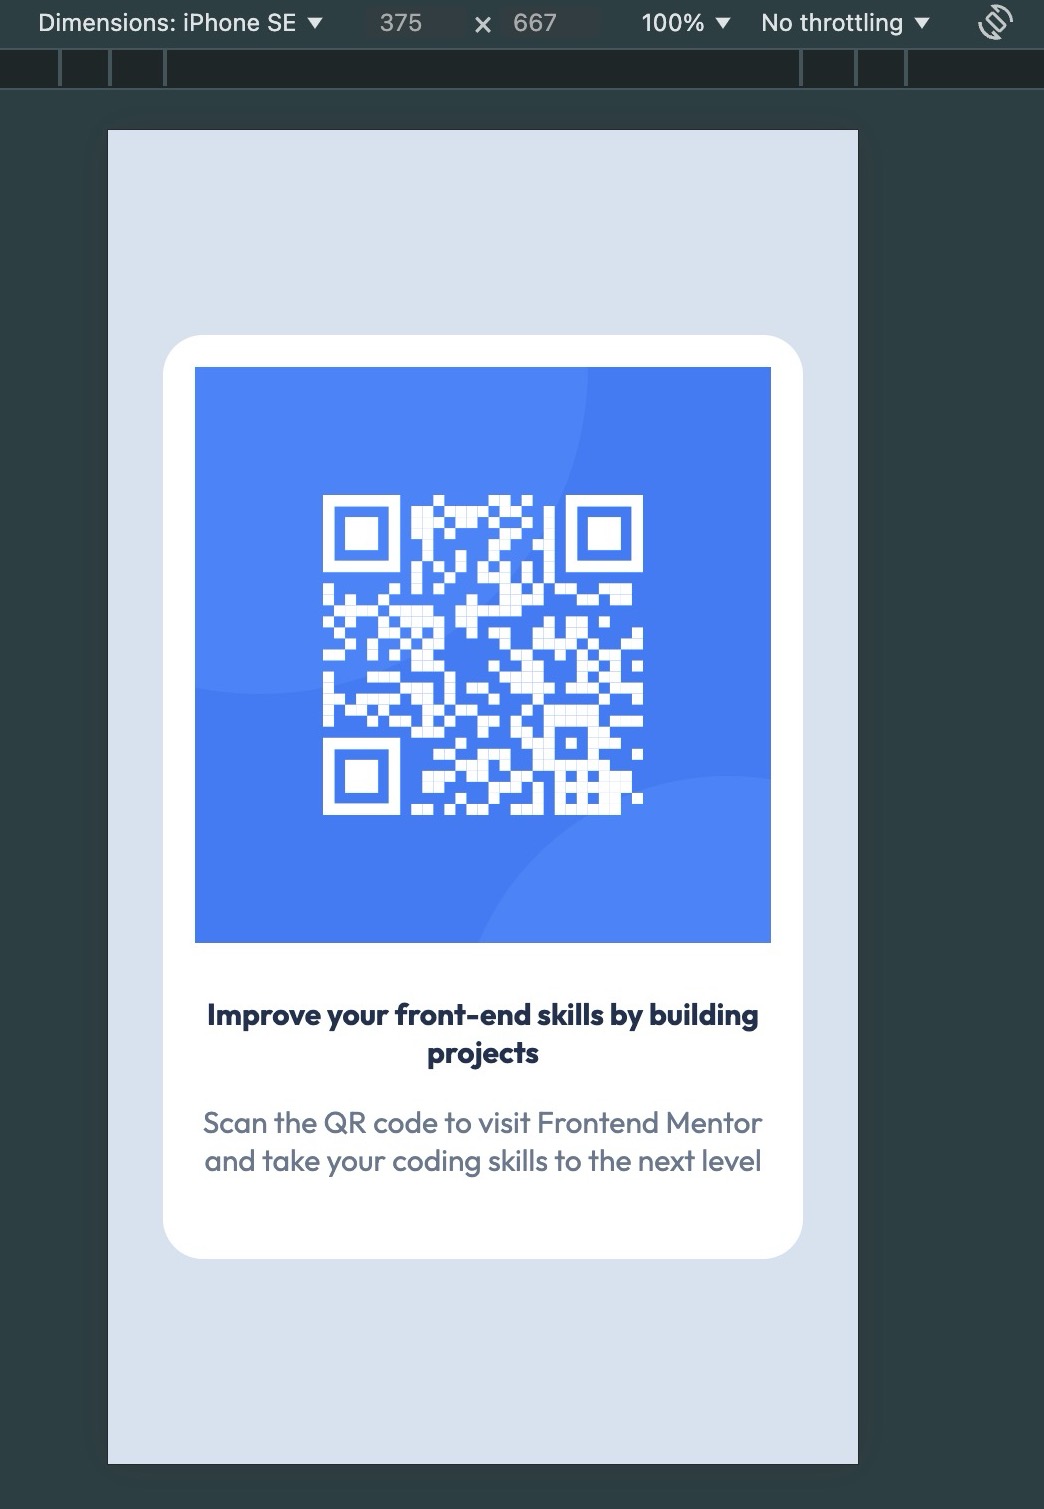 Dimensions: iPhone SE ▼ 375 × 667 100% ▼ No throttling ▼
Improve your front-end skills by building
projects
Scan the QR code to visit Frontend Mentor
and take your coding skills to the next level